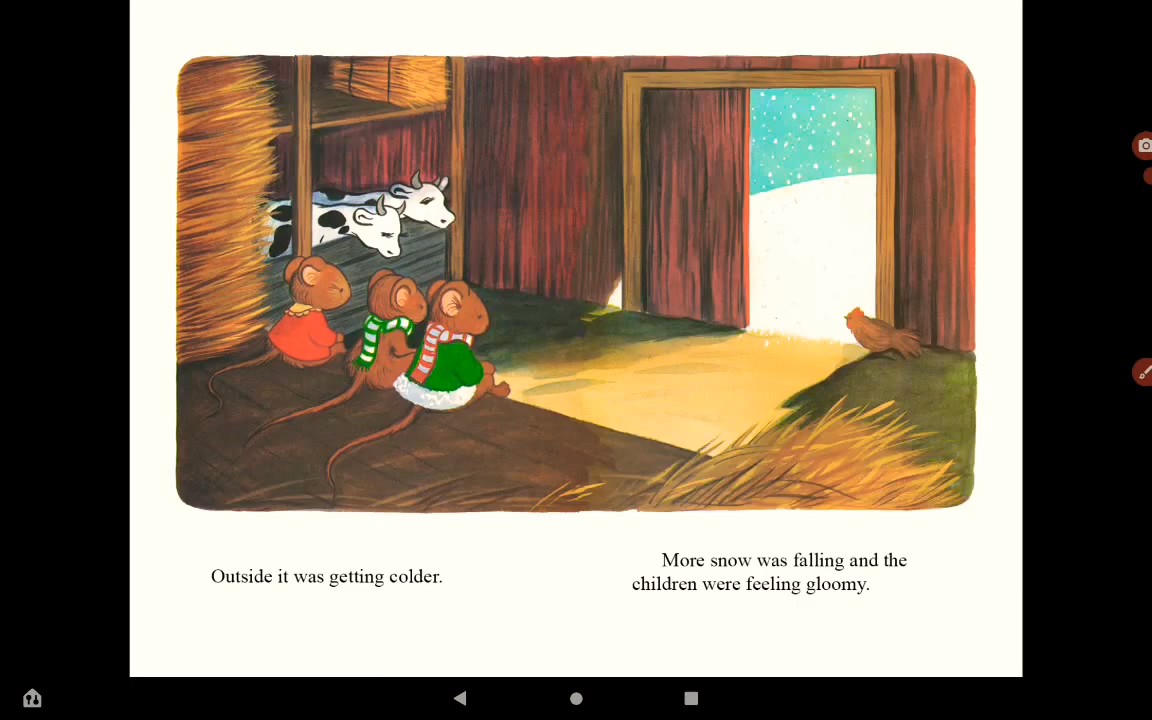 Outside it was getting colder.
More snow was falling and the
children were feeling gloomy.